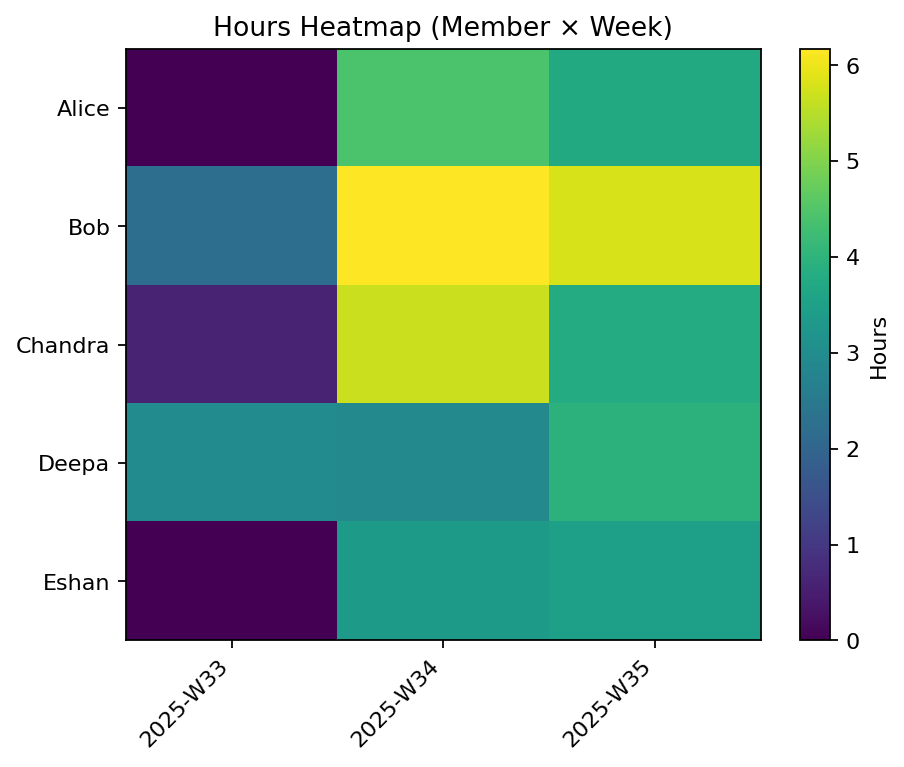 Hours Heatmap (Member × Week)
Alice
Bob
Chandra
Deepa
Eshan
2025-W33
2025-W34
2025-W35
6
5
4
3
2
1
0
Hours